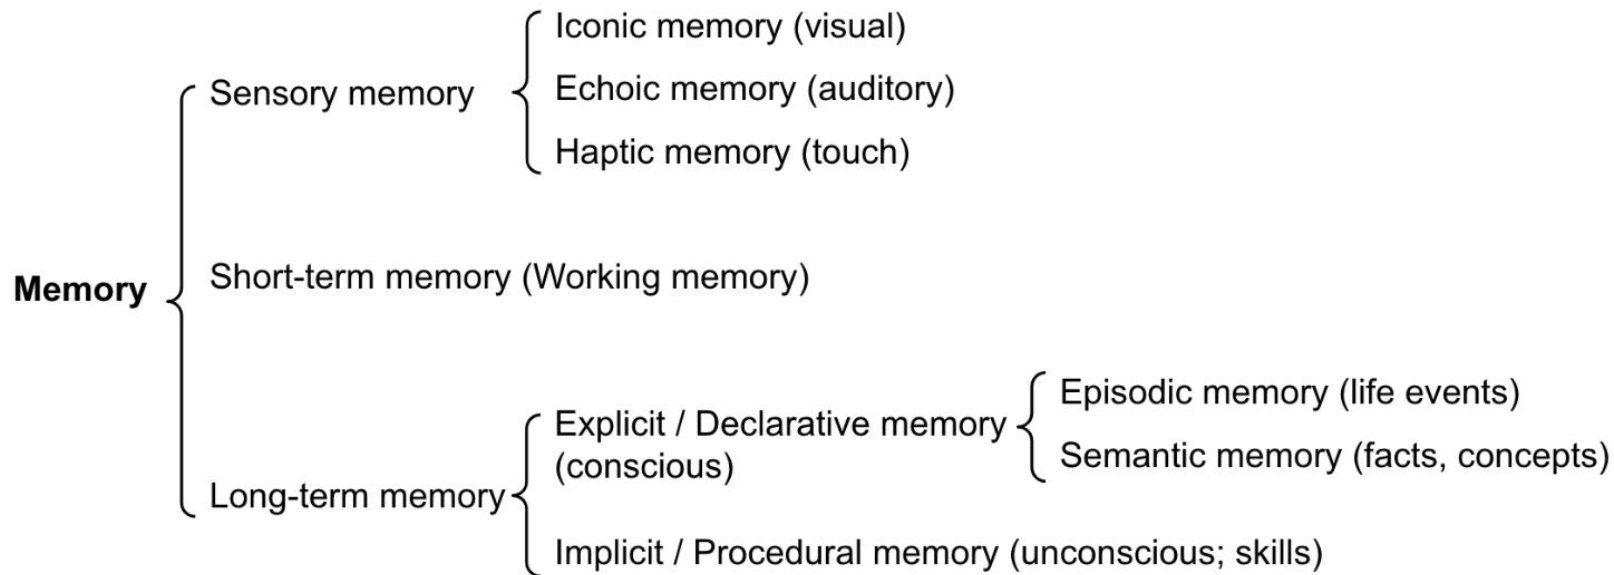 Memory
Sensory memory
Iconic memory (visual)
Echoic memory (auditory)
Haptic memory (touch)
Short-term memory (Working memory)
Long-term memory
Explicit / Declarative memory
(conscious)
Episodic memory (life events)
Semantic memory (facts, concepts)
Implicit / Procedural memory (unconscious; skills)